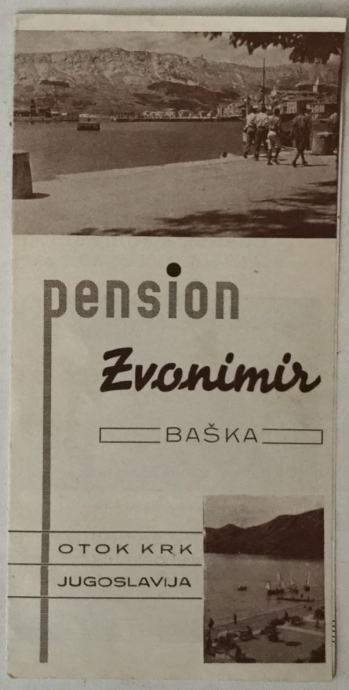 pension
Zvonimir
BAŠKA
OTOK KRK
JUGOSLAVIJA